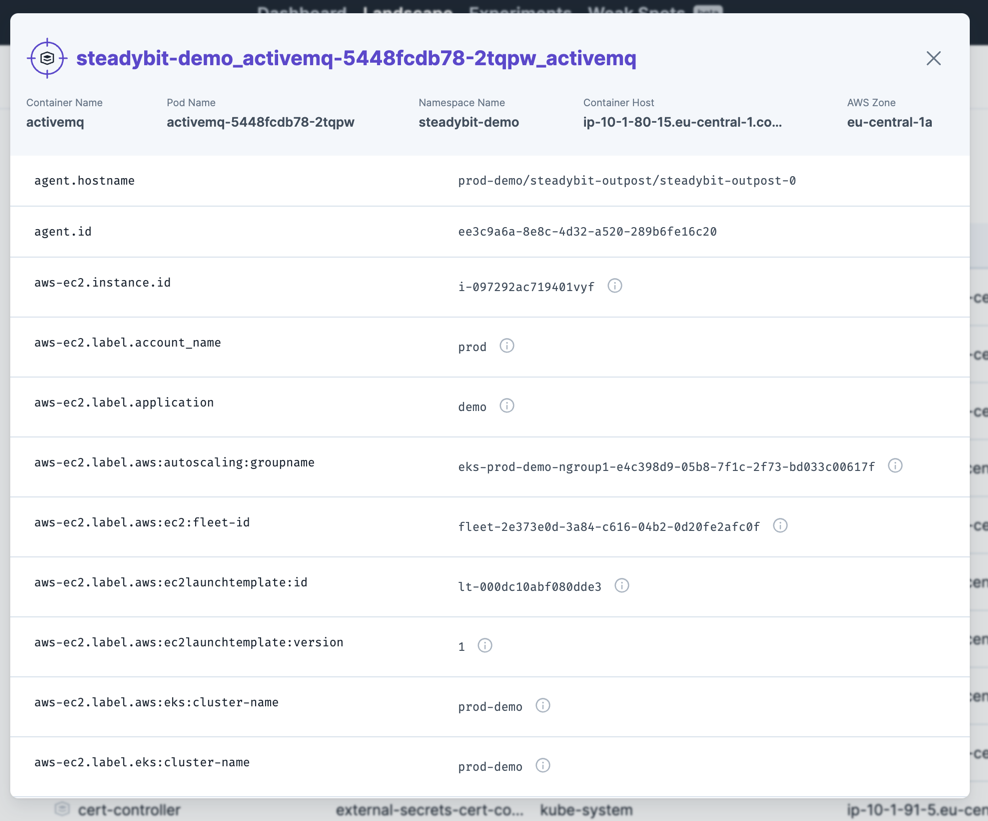 Dashboard Landscape Experiments Weak Spots beta
steadybit-demo_activemq-5448fcdb78-2tqpw_activemq
Container Name Pod Name Namespace Name Container Host AWS Zone
activemq activemq-5448fcdb78-2tqpw steadybit-demo ip-10-1-80-15.eu-central-1.co... eu-central-1a
agent.hostname prod-demo/steadybit-outpost/steadybit-outpost-0
agent.id ee3c9a6a-8e8c-4d32-a520-289b6fe16c20
aws-ec2.instance.id i-097292ac719401vyf
aws-ec2.label.account_name prod
aws-ec2.label.application demo
aws-ec2.label.aws:autoscaling:groupname eks-prod-demo-ngroup1-e4c398d9-05b8-7f1c-2f73-bd033c00617f
aws-ec2.label.aws:ec2:fleet-id fleet-2e373e0d-3a84-c616-04b2-0d20fe2afc0f
aws-ec2.label.aws:ec2launchtemplate:id lt-000dc10abf080dde3
aws-ec2.label.aws:ec2launchtemplate:version 1
aws-ec2.label.aws:eks:cluster-name prod-demo
aws-ec2.label.eks:cluster-name prod-demo
cert-controller external-secrets-cert-co... kube-system ip-10-1-91-5.eu-cen